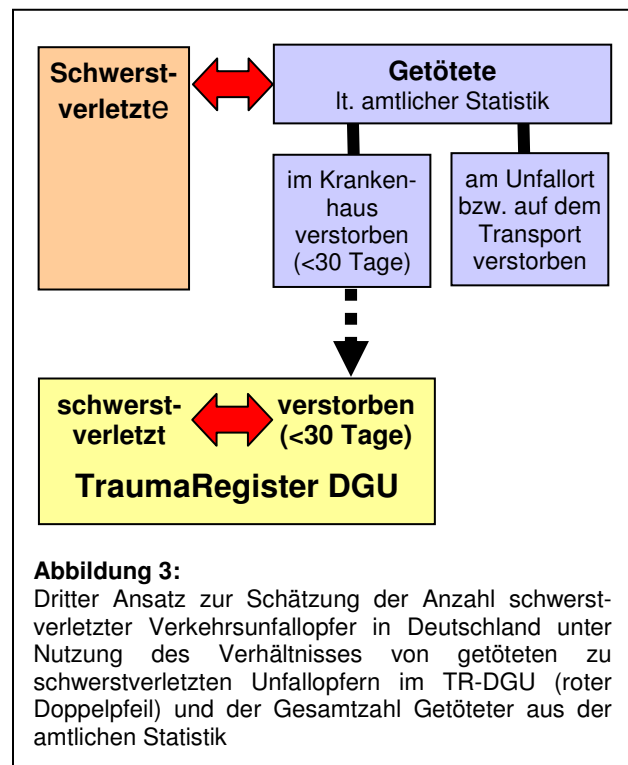 Schwerst-
verletzte
Getötete
lt. amtlicher Statistik
im Kranken-
haus
verstorben
(<30 Tage)
am Unfallort
bzw. auf dem
Transport
verstorben
schwerst-
verletzt
verstorben
(<30 Tage)
TraumaRegister DGU
Abbildung 3:
Dritter Ansatz zur Schätzung der Anzahl schwerst-
verletzter Verkehrsunfallopfer in Deutschland unter
Nutzung des Verhältnisses von getöteten zu
schwerstverletzten Unfallopfern im TR-DGU (roter
Doppelpfeil) und der Gesamtzahl Getöteter aus der
amtlichen Statistik